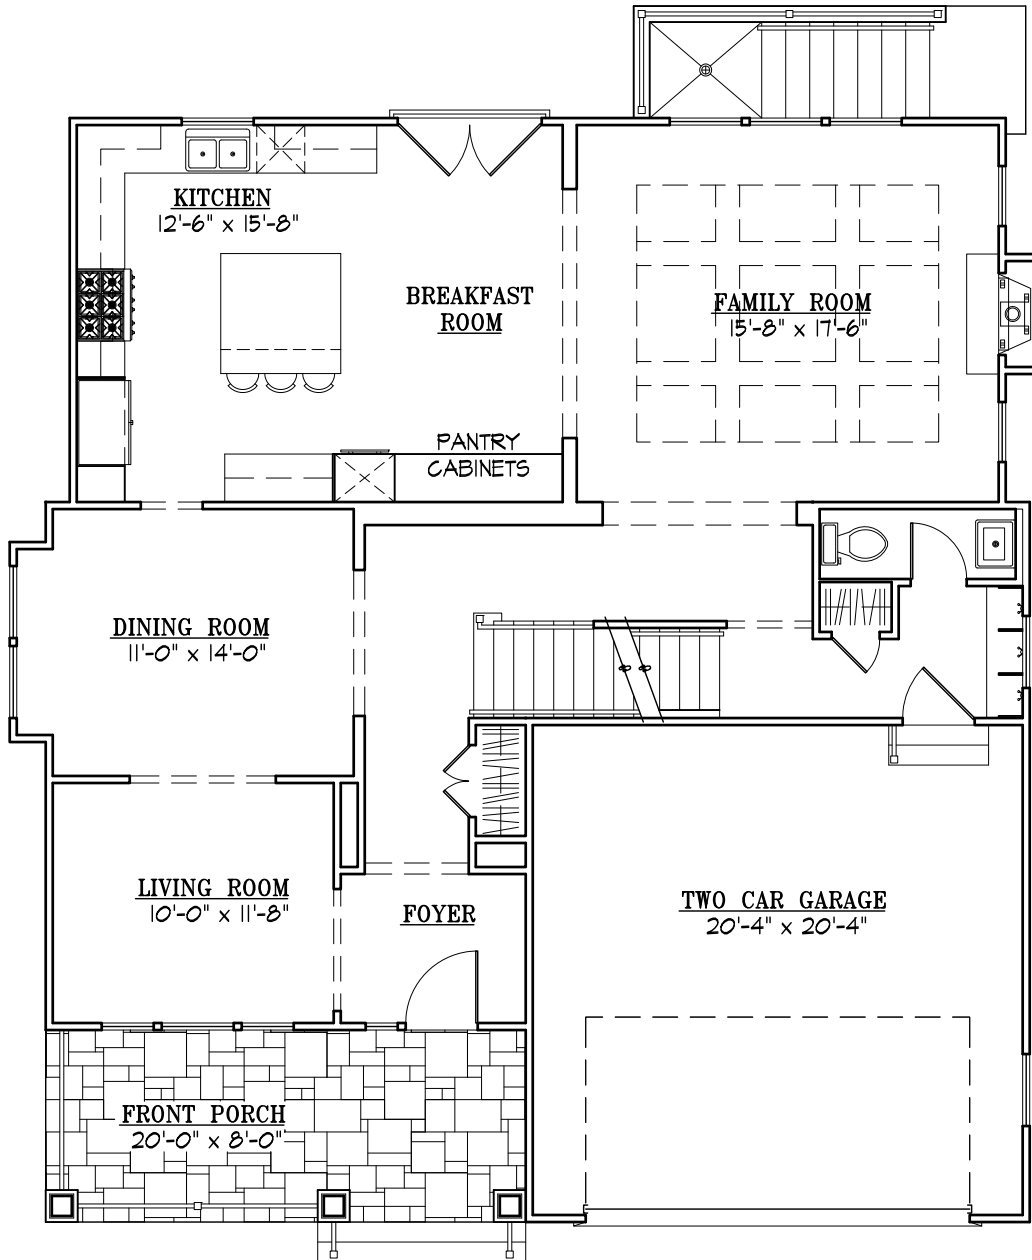 KITCHEN
12'-6" x 15'-8"
BREAKFAST
ROOM
FAMILY ROOM
15'-8" x 17'-6"
PANTRY
CABINETS
DINING ROOM
11'-0" x 14'-0"
LIVING ROOM
10'-0" x 11'-8"
FOYER
TWO CAR GARAGE
20'-4" x 20'-4"
FRONT PORCH
20'-0" x 8'-0"